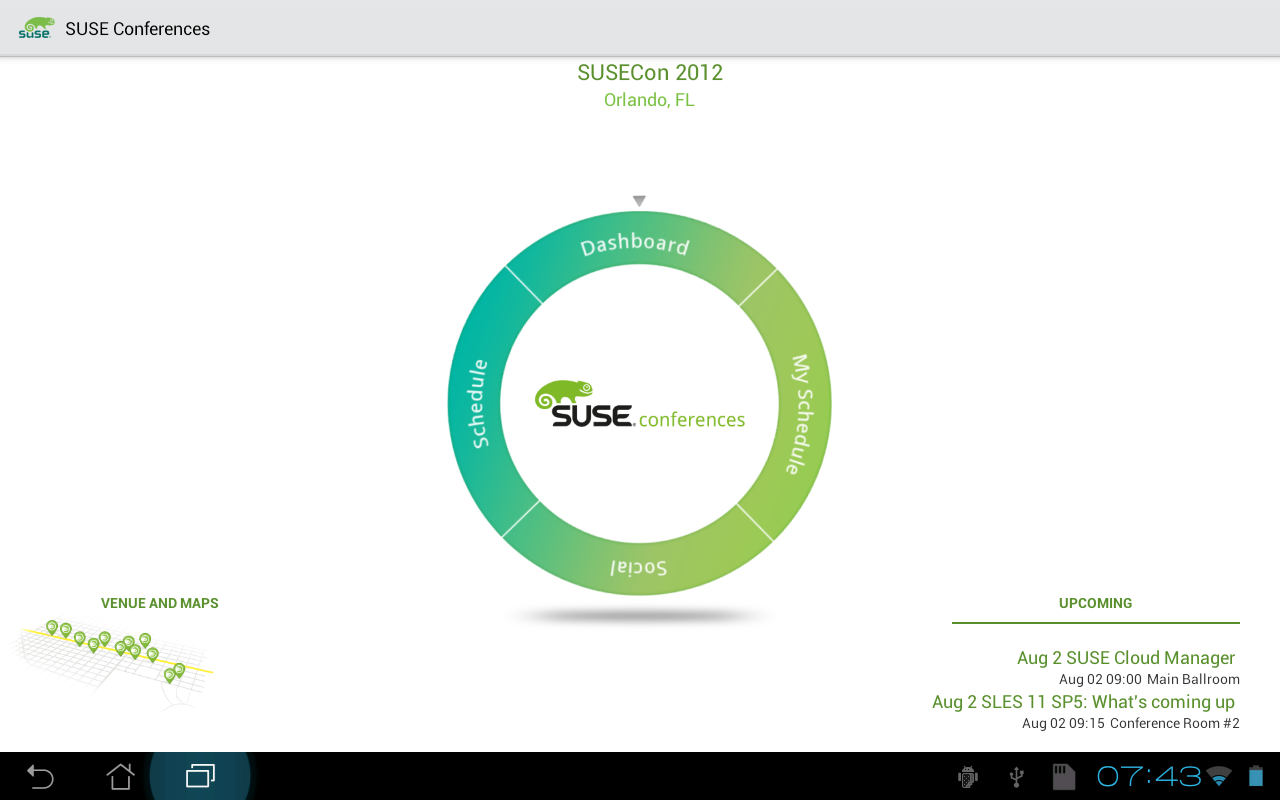 SUSE
SUSE Conferences
SUSECon 2012
Orlando, FL
Dashboard
Schedule
My Schedule
SUSE. conferences
Social
VENUE AND MAPS
UPCOMING
Aug 2 SUSE Cloud Manager
Aug 02 09:00 Main Ballroom
Aug 2 SLES 11 SP5: What's coming up
Aug 02 09:15 Conference Room #2
07:43